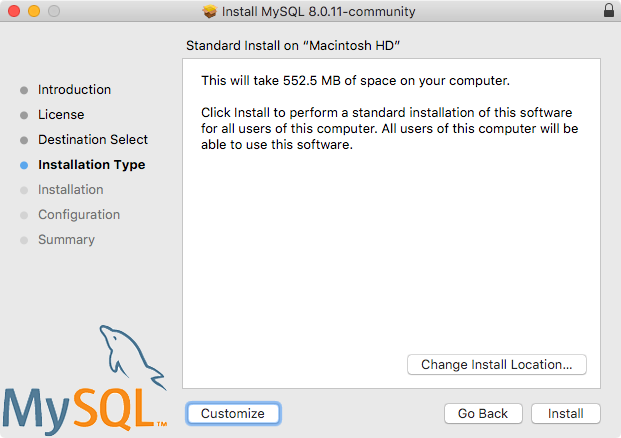 Install MySQL 8.0.11-community
Standard Install on “Macintosh HD”
Introduction
License
Destination Select
Installation Type
Installation
Configuration
Summary
This will take 552.5 MB of space on your computer.
Click Install to perform a standard installation of this software
for all users of this computer. All users of this computer will be
able to use this software.
Change Install Location...
MySQL™
Customize
Go Back
Install